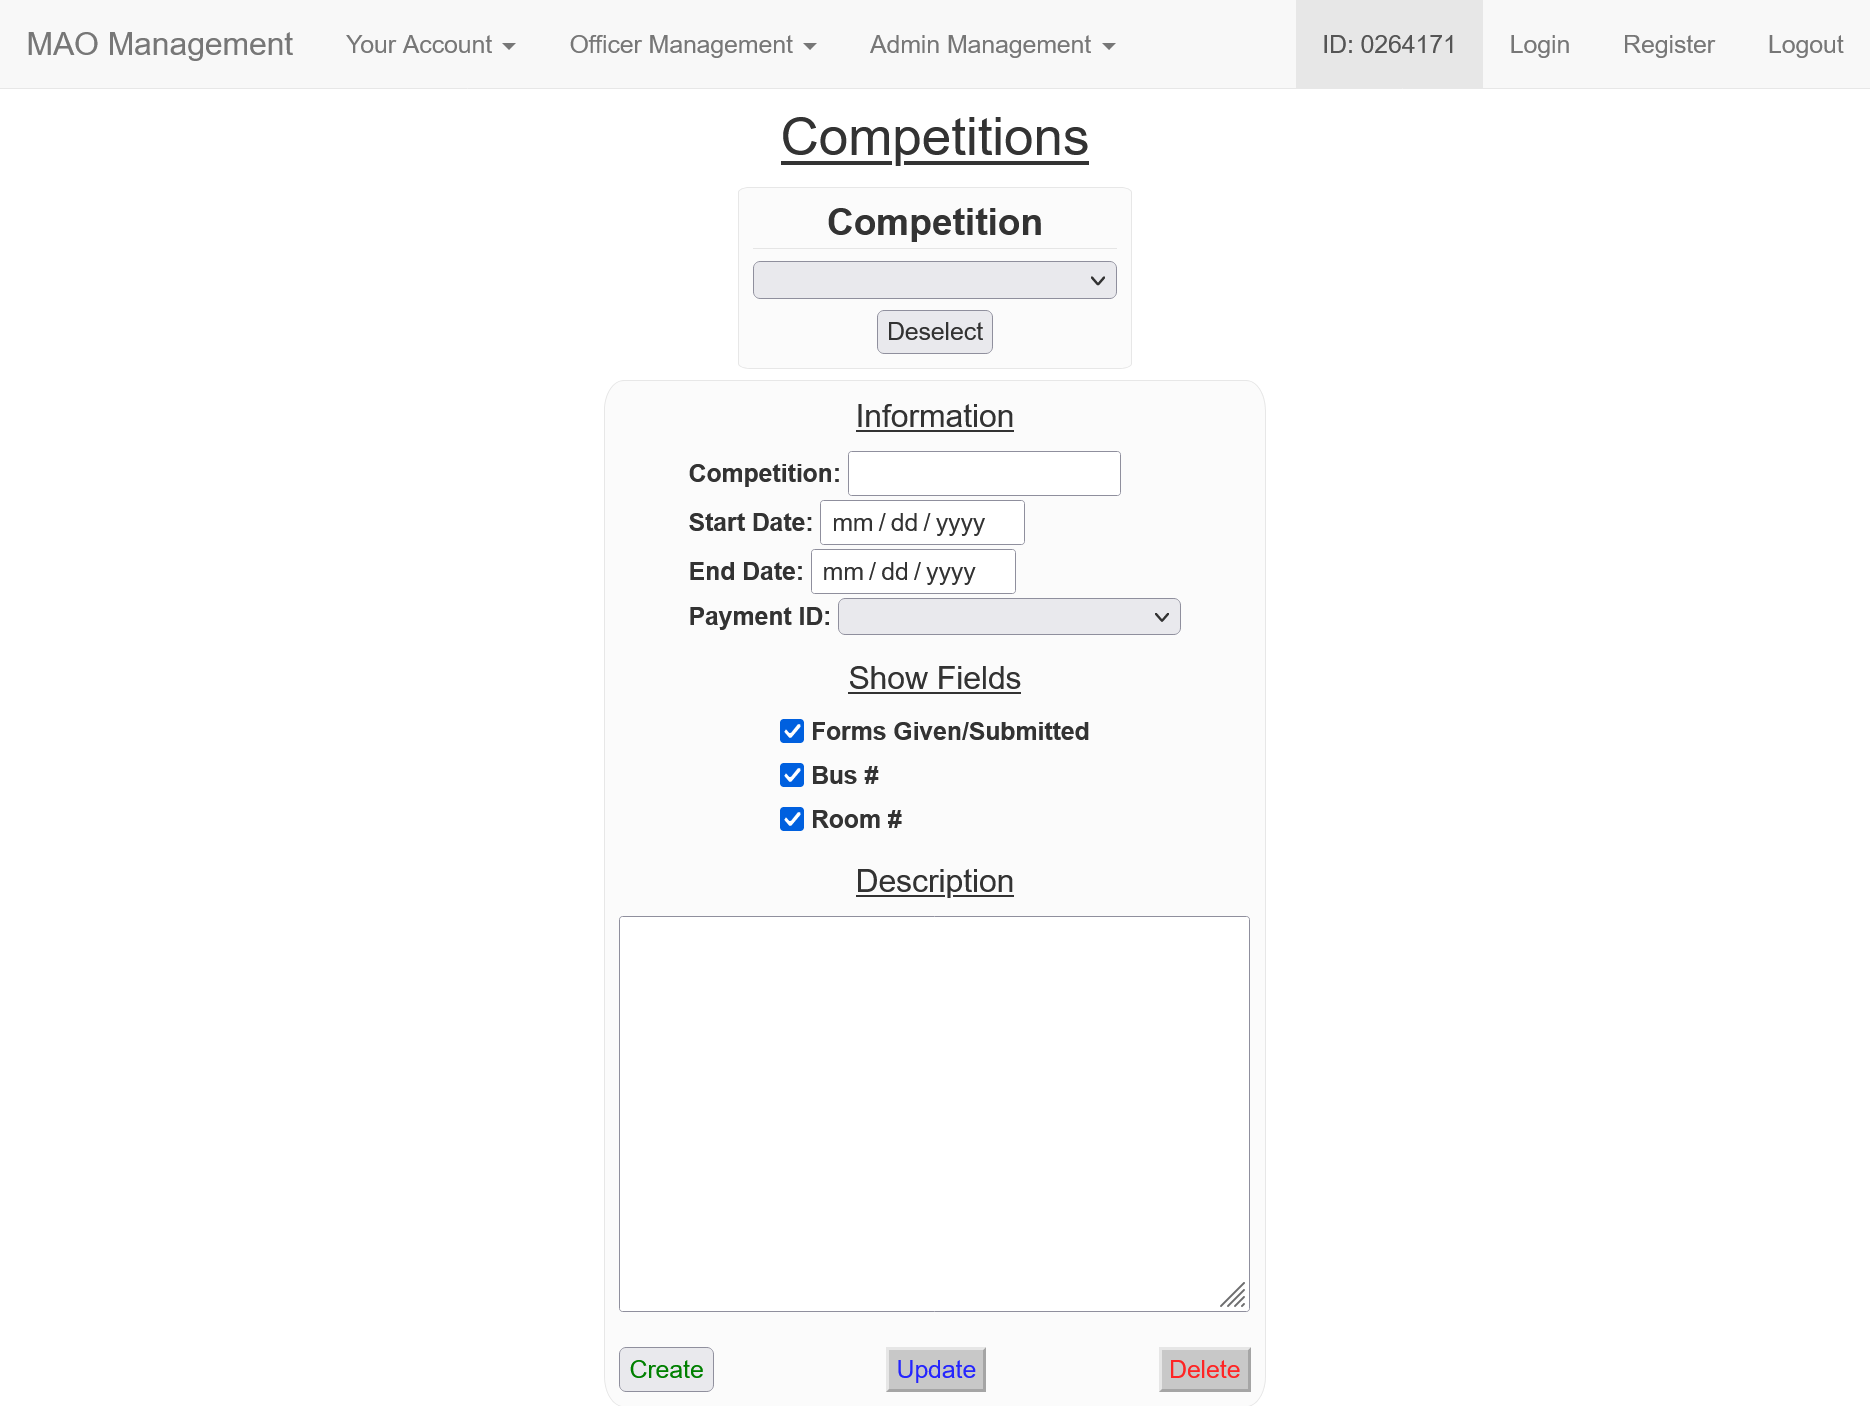 MAO Management Your Account Officer Management Admin Management ID: 0264171 Login Register Logout
Competitions
Competition
Deselect
Information
Competition:
Start Date: mm / dd / yyyy
End Date: mm / dd / yyyy
Payment ID:
Show Fields
Forms Given/Submitted
Bus #
Room #
Description
Create Update Delete